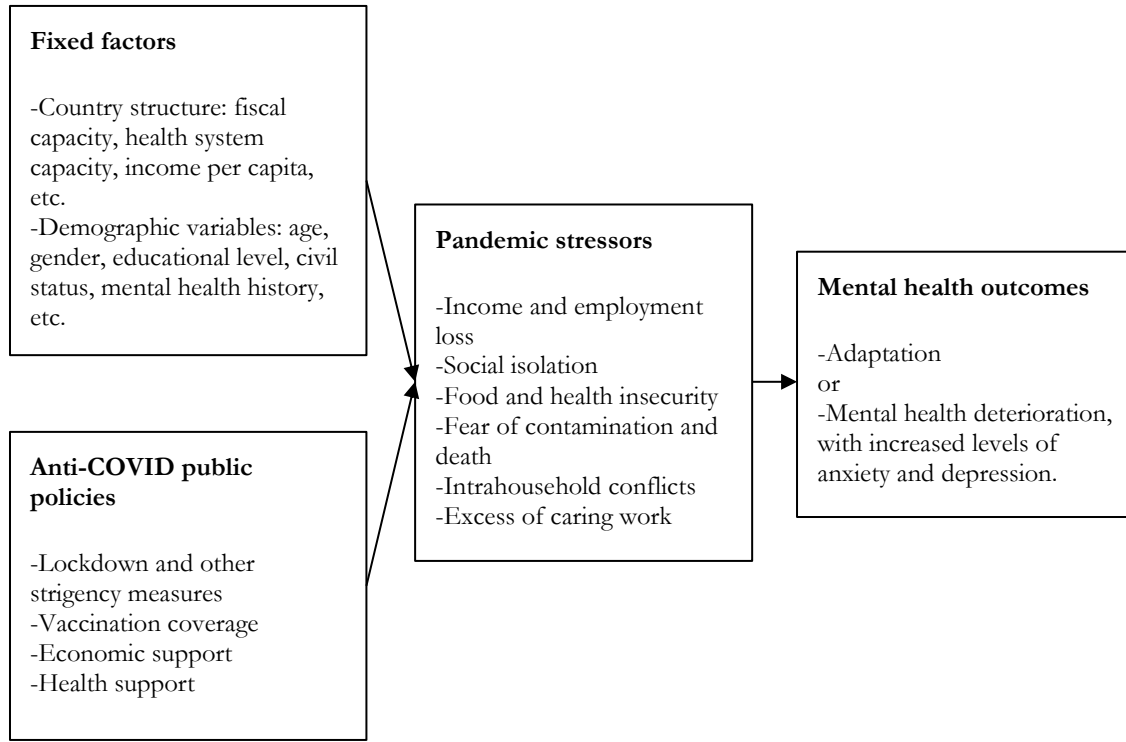 Fixed factors
-Country structure: fiscal
capacity, health system
capacity, income per capita,
etc.
-Demographic variables: age,
gender, educational level, civil
status, mental health history,
etc.
Anti-COVID public
policies
-Lockdown and other
strigency measures
-Vaccination coverage
-Economic support
-Health support
Pandemic stressors
-Income and employment
loss
-Social isolation
-Food and health insecurity
-Fear of contamination and
death
-Intrahousehold conflicts
-Excess of caring work
Mental health outcomes
-Adaptation
or
-Mental health deterioration,
with increased levels of
anxiety and depression.